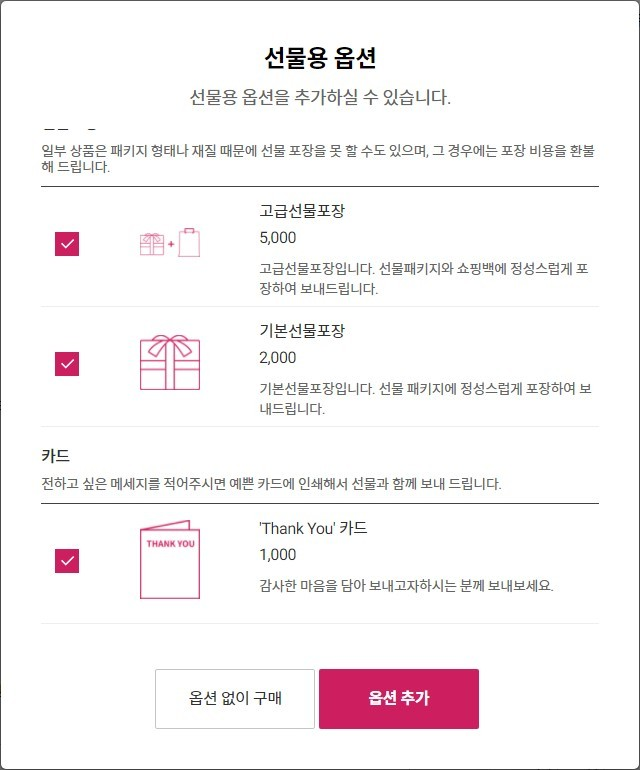 선물용 옵션
선물용 옵션을 추가하실 수 있습니다.
일부 상품은 패키지 형태나 재질 때문에 선물 포장을 못 할 수도 있으며, 그 경우에는 포장 비용을 환불
해 드립니다.
고급선물포장
5,000
고급선물포장입니다. 선물패키지와 쇼핑백에 정성스럽게 포
장하여 보내드립니다.
기본선물포장
2,000
기본선물포장입니다. 선물 패키지에 정성스럽게 포장하여 보
내드립니다.
카드
전하고 싶은 메세지를 적어주시면 예쁜 카드에 인쇄해서 선물과 함께 보내 드립니다.
THANK YOU
'Thank You' 카드
1,000
감사한 마음을 담아 보내고자하시는 분께 보내보세요.
옵션 없이 구매
옵션 추가